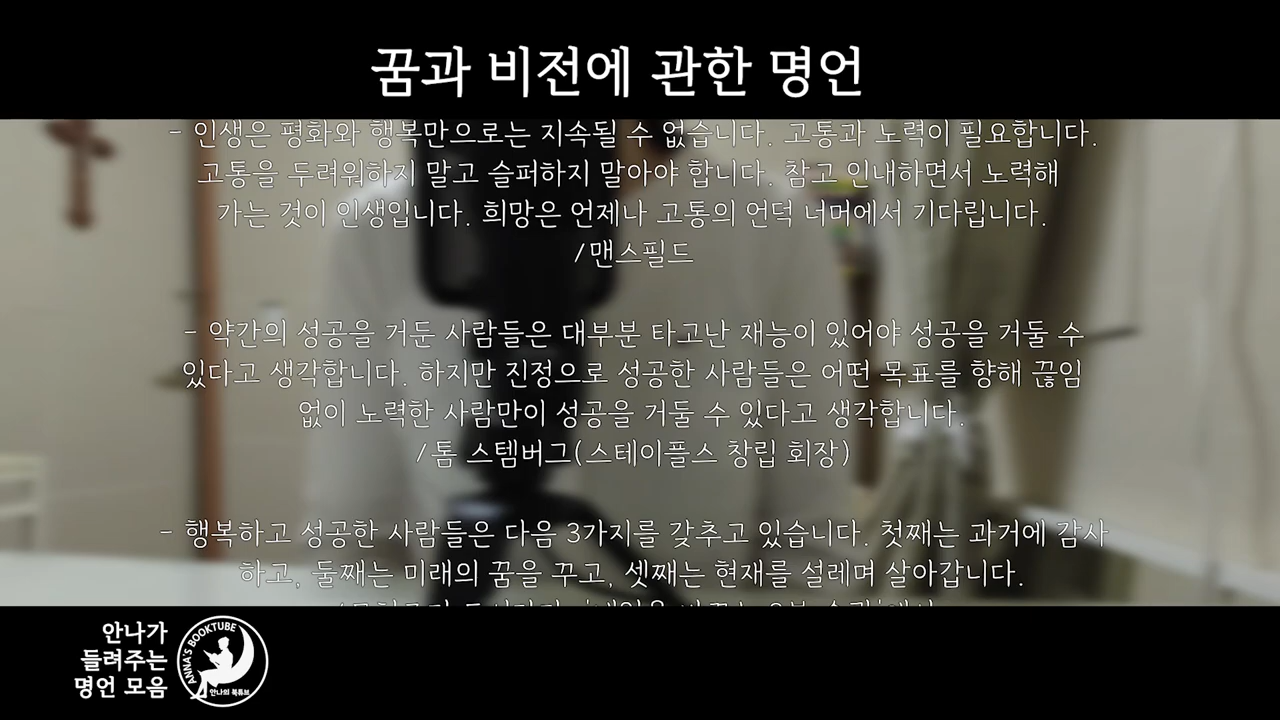 꿈과 비전에 관한 명언
- 인생은 평화와 행복만으로는 지속될 수 없습니다. 고통과 노력이 필요합니다.
고통을 두려워하지 말고 슬퍼하지 말아야 합니다. 참고 인내하면서 노력해
가는 것이 인생입니다. 희망은 언제나 고통의 언덕 너머에서 기다립니다.
/맨스필드
- 약간의 성공을 거둔 사람들은 대부분 타고난 재능이 있어야 성공을 거둘 수
있다고 생각합니다. 하지만 진정으로 성공한 사람들은 어떤 목표를 향해 끊임
없이 노력한 사람만이 성공을 거둘 수 있다고 생각합니다.
/톰 스템버그(스테이플스 창립 회장)
- 행복하고 성공한 사람들은 다음 3가지를 갖추고 있습니다. 첫째는 과거에 감사
하고, 둘째는 미래의 꿈을 꾸고, 셋째는 현재를 설레며 살아갑니다.
안나가
들려주는
명언 모음
ANNA'S BOOKTUBE
안나의 북튜브